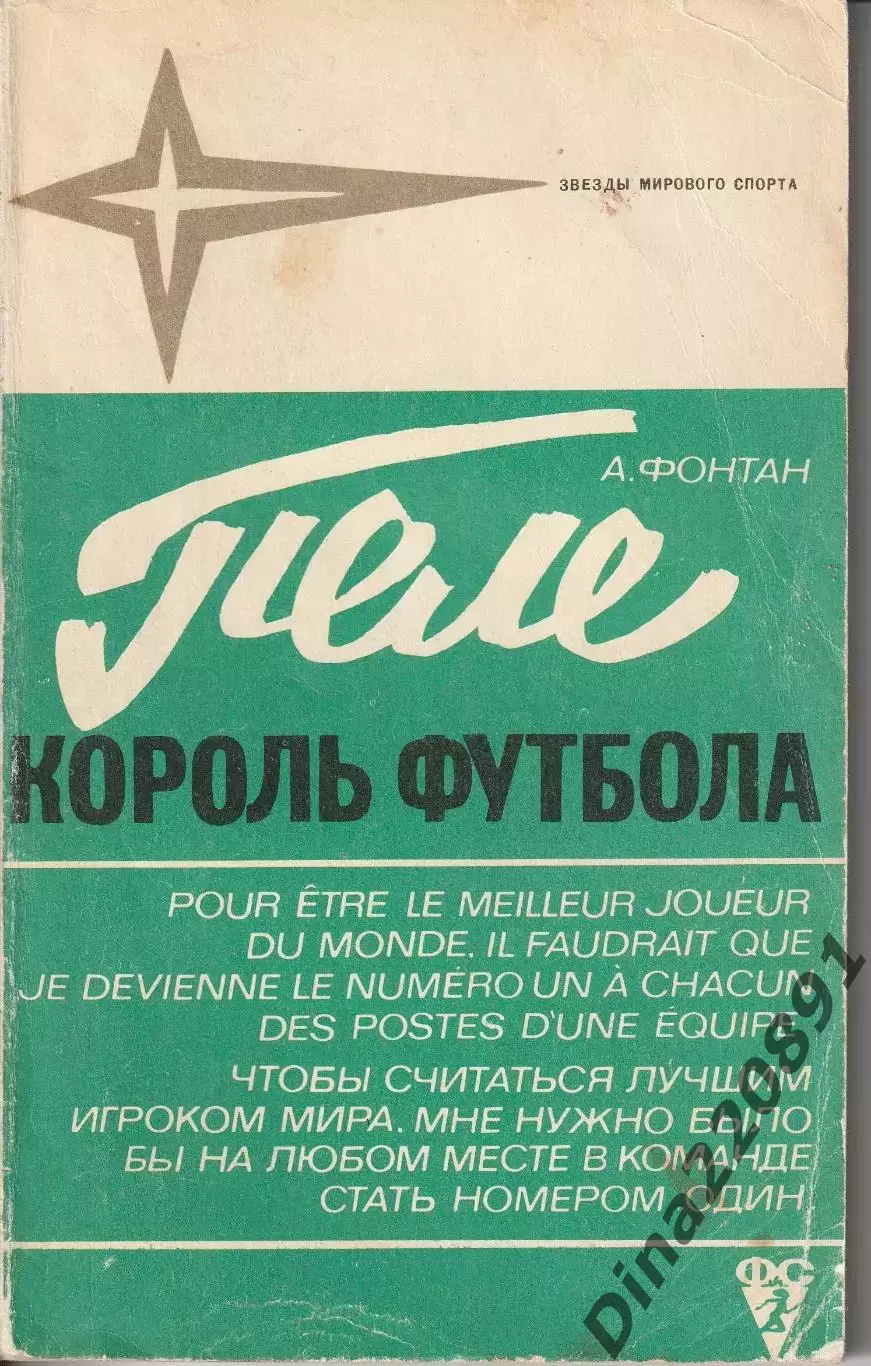 ЗВЕЗДЫ МИРОВОГО СПОРТА
А.ФОНТАН
Пеле
КОРОЛЬ ФУТБОЛА
POUR ÊTRE LE MEILLEUR JOUEUR
DU MONDE, IL FAUDRAIT QUE
JE DEVIENNE LE NUMÉRO UN À CHACUN
DES POSTES D'UNE ÉQUIPE
ЧТОБЫ СЧИТАТЬСЯ ЛУЧШИМ
ИГРОКОМ МИРА, МНЕ НУЖНО БЫЛО
БЫ НА ЛЮБОМ МЕСТЕ В КОМАНДЕ
СТАТЬ НОМЕРОМ ОДИН
ФС
Dina220891